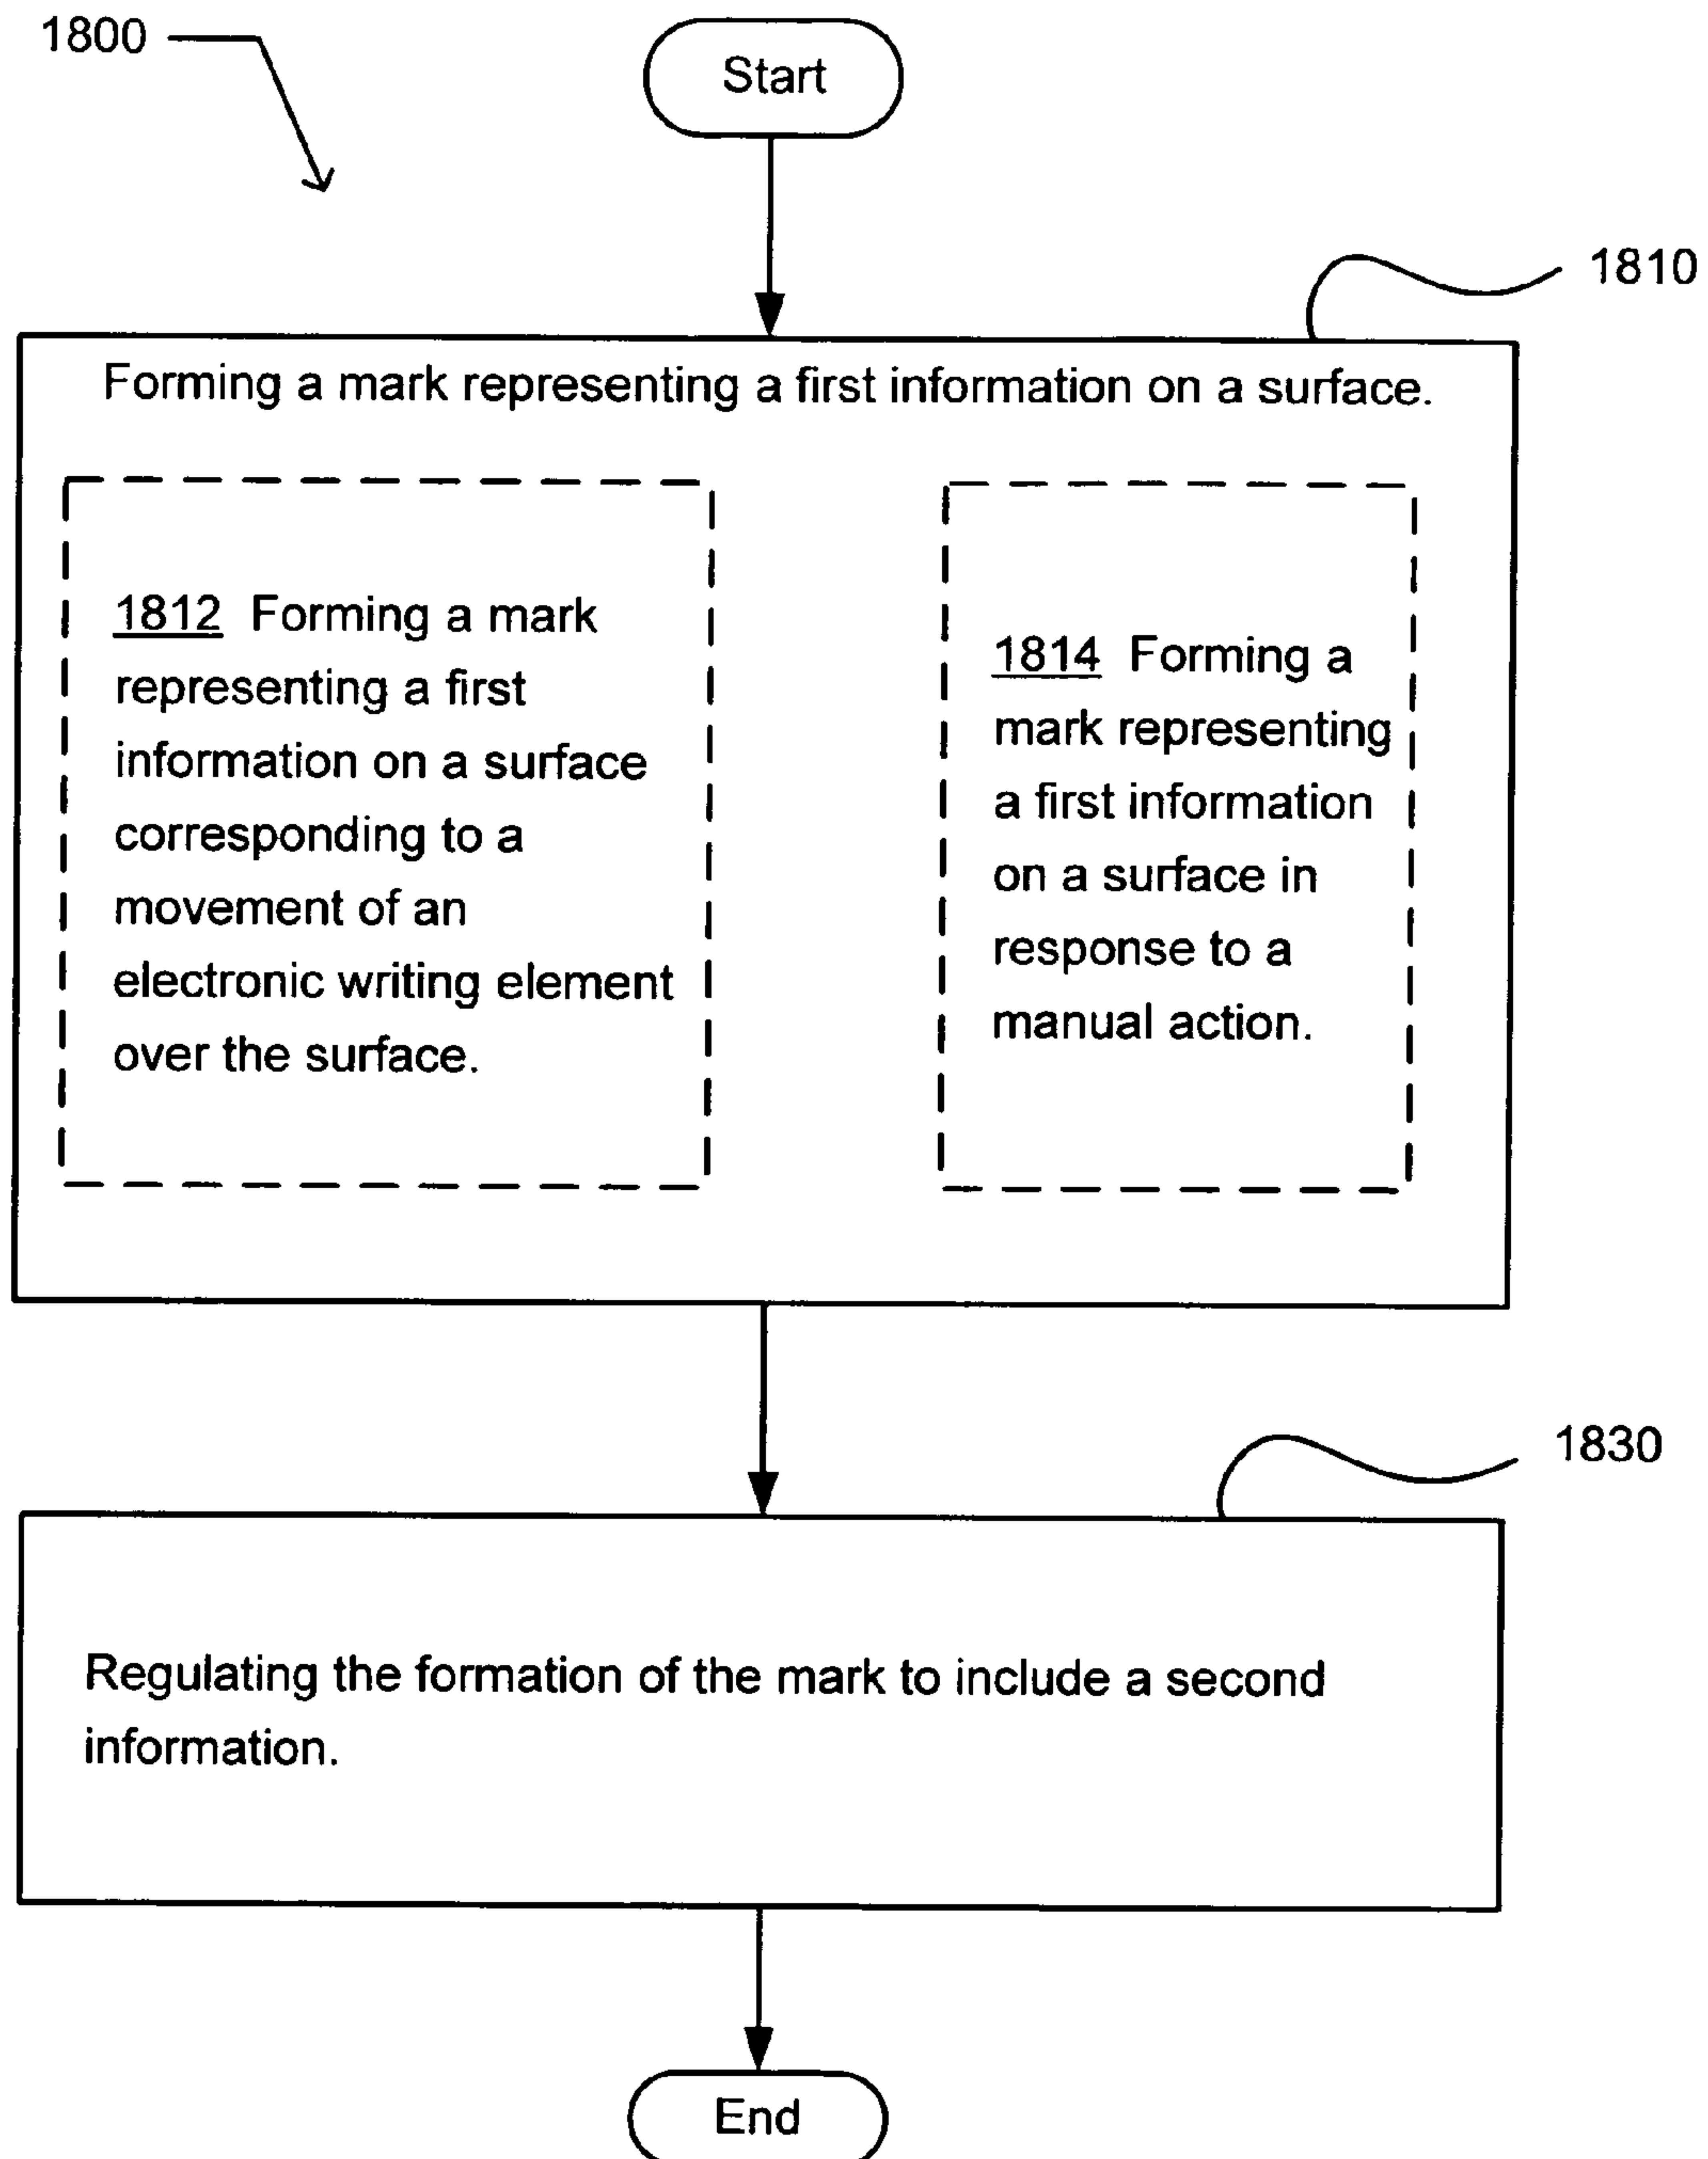 1800
Start
1810
Forming a mark representing a first information on a surface.
1812 Forming a mark
representing a first
information on a surface
corresponding to a
movement of an
electronic writing element
over the surface.
1814 Forming a
mark representing
a first information
on a surface in
response to a
manual action.
1830
Regulating the formation of the mark to include a second
information.
End